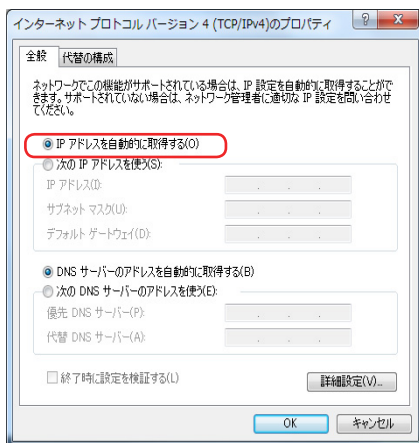 インターネット プロトコル バージョン 4 (TCP/IPv4)のプロパティ
全般 代替の構成
ネットワークでこの機能がサポートされている場合は、IP 設定を自動的に取得することがで
きます。サポートされていない場合は、ネットワーク管理者に適切な IP 設定を問い合わせ
てください。
IP アドレスを自動的に取得する(O)
次の IP アドレスを使う(S):
IP アドレス(I):
サブネット マスク(U):
デフォルト ゲートウェイ(D):
DNS サーバーのアドレスを自動的に取得する(B)
次の DNS サーバーのアドレスを使う(E):
優先 DNS サーバー(P):
代替 DNS サーバー(A):
終了時に設定を検証する(L)
詳細設定(V)...
OK キャンセル